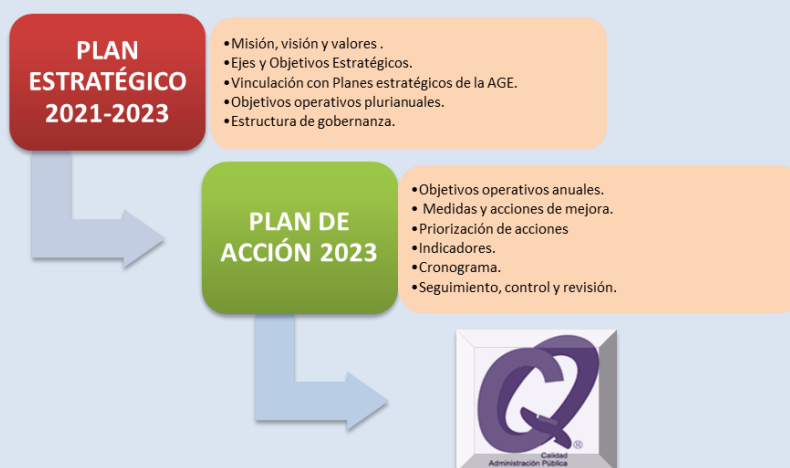 PLAN
ESTRATÉGICO
2021-2023
•Misión, visión y valores .
•Ejes y Objetivos Estratégicos.
•Vinculación con Planes estratégicos de la AGE.
•Objetivos operativos plurianuales.
•Estructura de gobernanza.
PLAN DE
ACCIÓN 2023
•Objetivos operativos anuales.
• Medidas y acciones de mejora.
•Priorización de acciones
•Indicadores.
•Cronograma.
•Seguimiento, control y revisión.
®
Calidad
Administración Pública